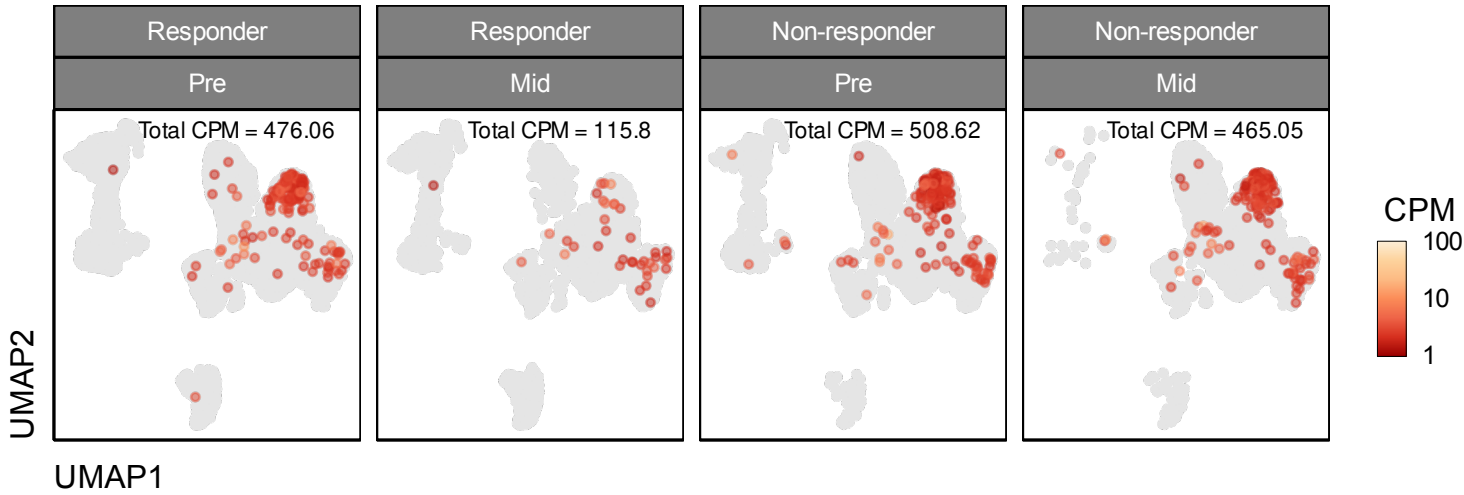 Responder
Responder
Non-responder
Non-responder
Pre
Mid
Pre
Mid
Total CPM = 476.06
Total CPM = 115.8
Total CPM = 508.62
Total CPM = 465.05
CPM
100
10
1
UMAP2
UMAP1